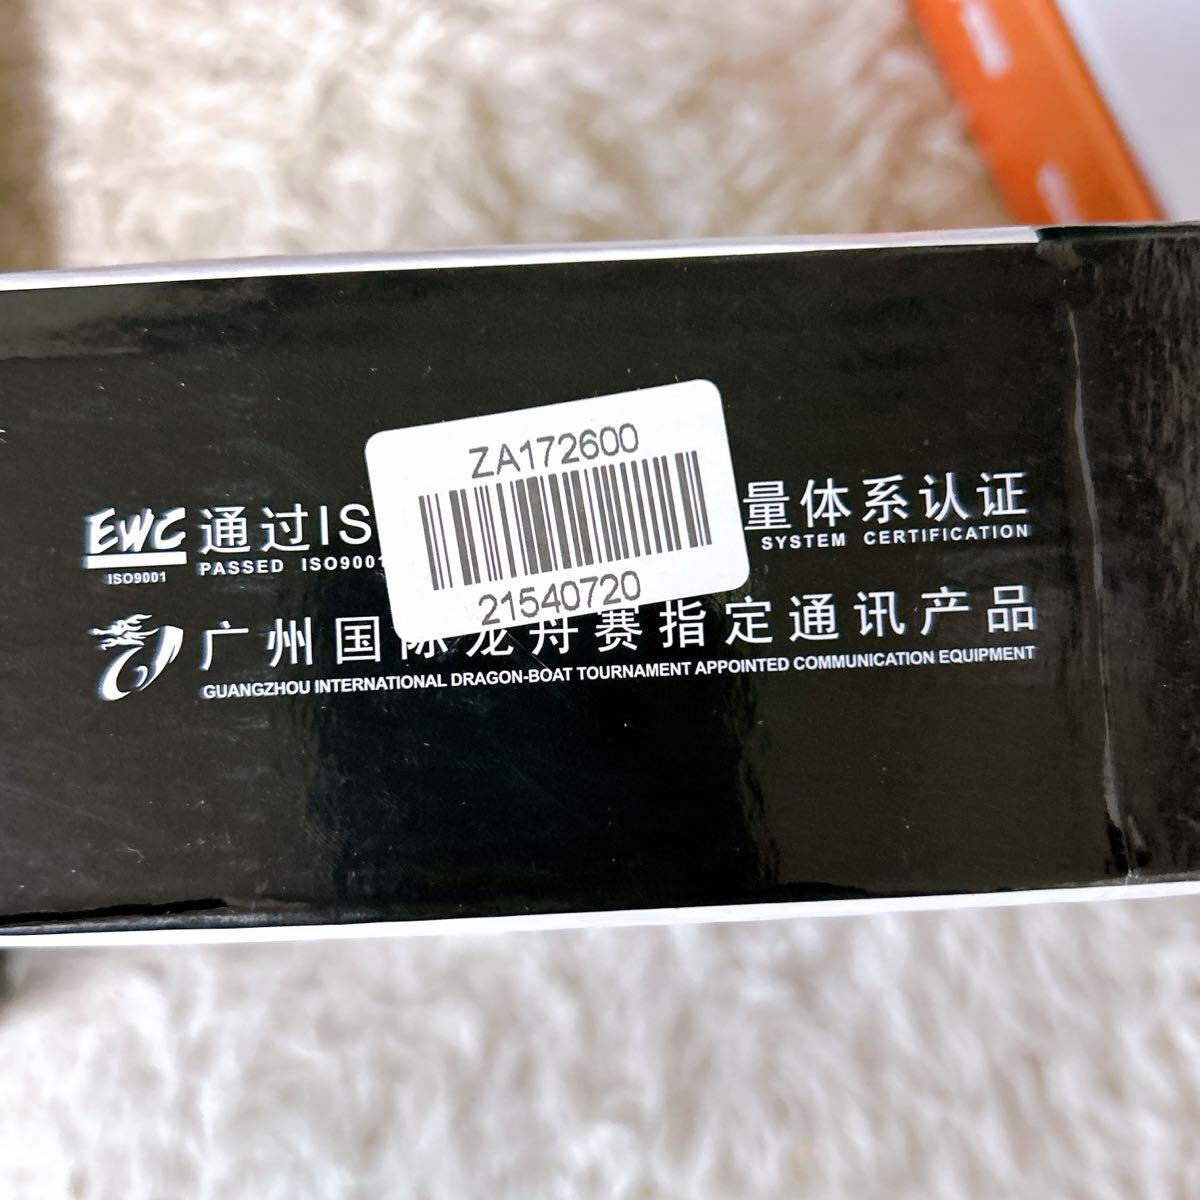 ZA172600
21540720
EWC
ISO9001
通过IS 量体系认证
PASSED ISO9001 SYSTEM CERTIFICATION
广州国际龙舟赛指定通讯产品
GUANGZHOU INTERNATIONAL DRAGON-BOAT TOURNAMENT APPOINTED COMMUNICATION EQUIPMENT